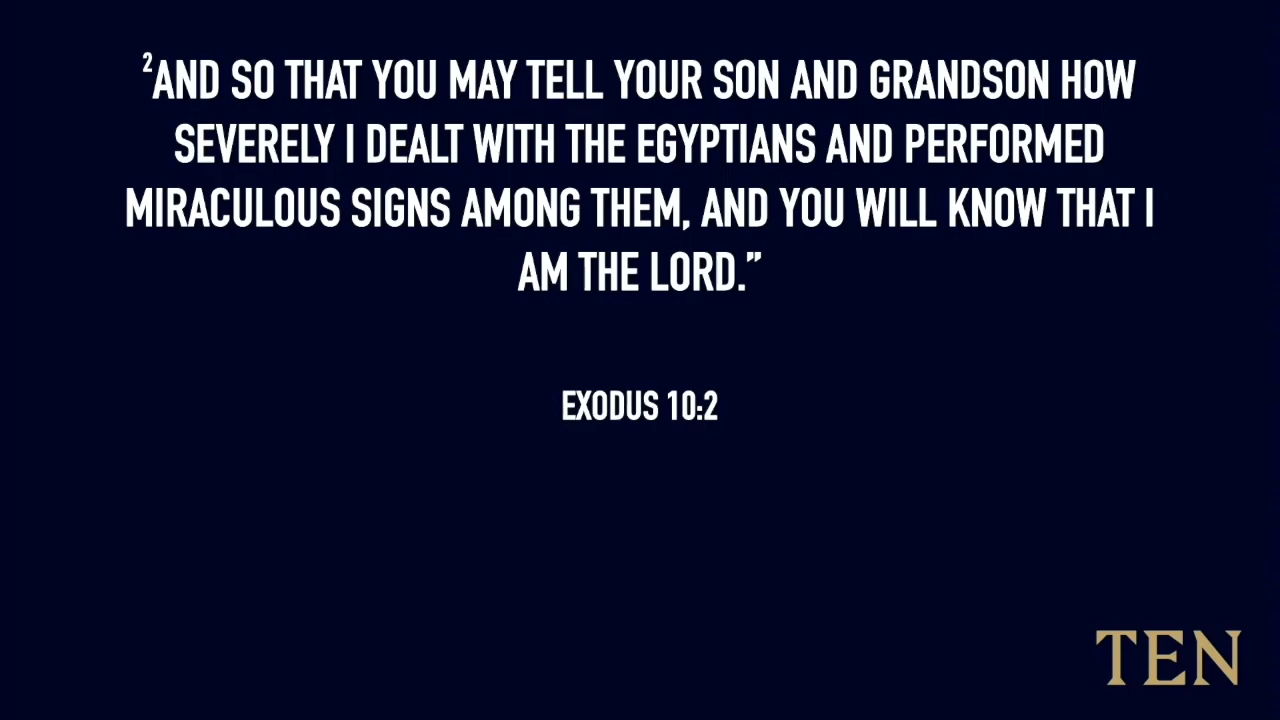 ²AND SO THAT YOU MAY TELL YOUR SON AND GRANDSON HOW
SEVERELY I DEALT WITH THE EGYPTIANS AND PERFORMED
MIRACULOUS SIGNS AMONG THEM, AND YOU WILL KNOW THAT I
AM THE LORD.”
EXODUS 10:2
TEN